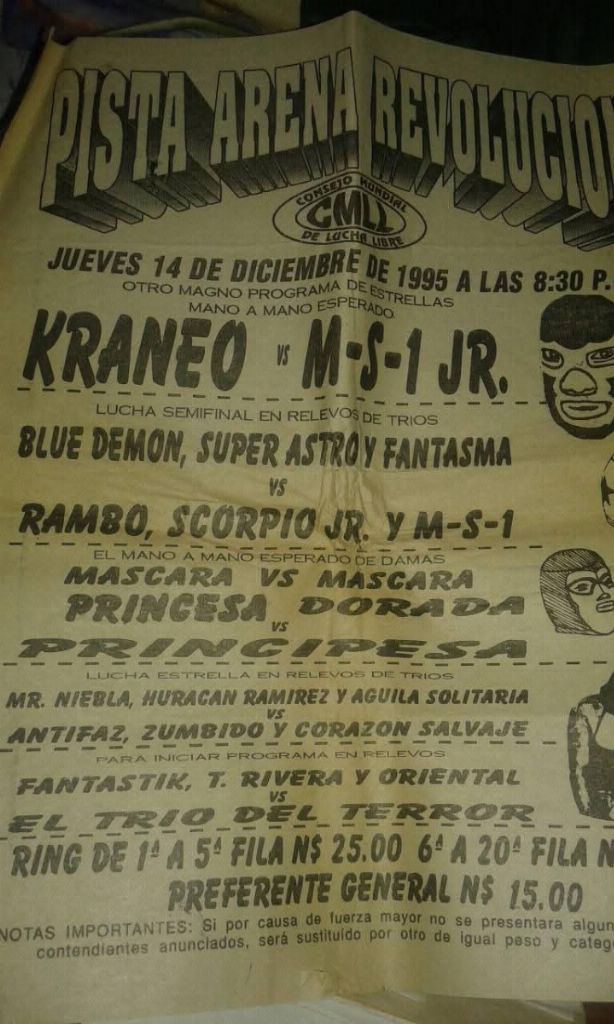 PISTA ARENA REVOLUCION
CONSEJO MUNDIAL
CMLL
DE LUCHA LIBRE
JUEVES 14 DE DICIEMBRE DE 1995 A LAS 8:30 P.
OTRO MAGNO PROGRAMA DE ESTRELLAS
MANO A MANO ESPERADO
KRANEO VS M-S-1 JR.
LUCHA SEMIFINAL EN RELEVOS DE TRIOS
BLUE DEMON, SUPER ASTRO Y FANTASMA
VS
RAMBO, SCORPIO JR. Y M-S-1
EL MANO A MANO ESPERADO DE DAMAS
MASCARA VS MASCARA
PRINCESA DORADA
VS
PRINCIPESA
LUCHA ESTRELLA EN RELEVOS DE TRIOS
MR. NIEBLA, HURACAN RAMIREZ Y AGUILA SOLITARIA
VS
ANTIFAZ, ZUMBIDO Y CORAZON SALVAJE
PARA INICIAR PROGRAMA EN RELEVOS
FANTASTIK, T. RIVERA Y ORIENTAL
VS
EL TRIO DEL TERROR
RING DE 1ª A 5ª FILA N$ 25.00 6ª A 20ª FILA N
PREFERENTE GENERAL N$ 15.00
NOTAS IMPORTANTES: Si por causa de fuerza mayor no se presentara algun
contendientes anunciados, será sustituido por otro de igual peso y categ